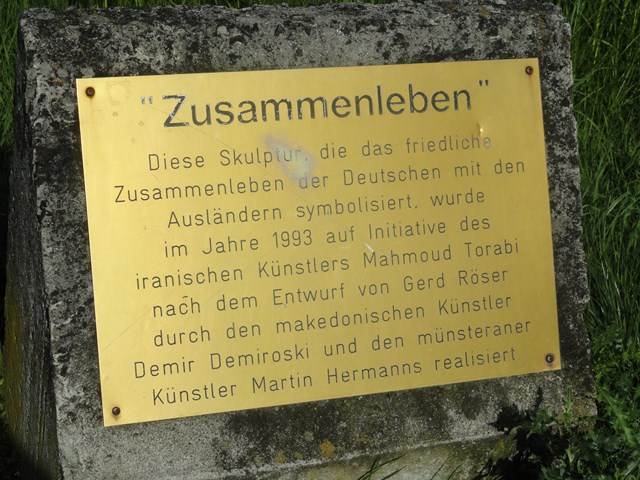 "Zusammenleben"
Diese Skulptur, die das friedliche
Zusammenleben der Deutschen mit den
Ausländern symbolisiert, wurde
im Jahre 1993 auf Initiative des
iranischen Künstlers Mahmoud Torabi
nach dem Entwurf von Gerd Röser
durch den makedonischen Künstler
Demir Demiroski und den münsteraner
Künstler Martin Hermanns realisiert.